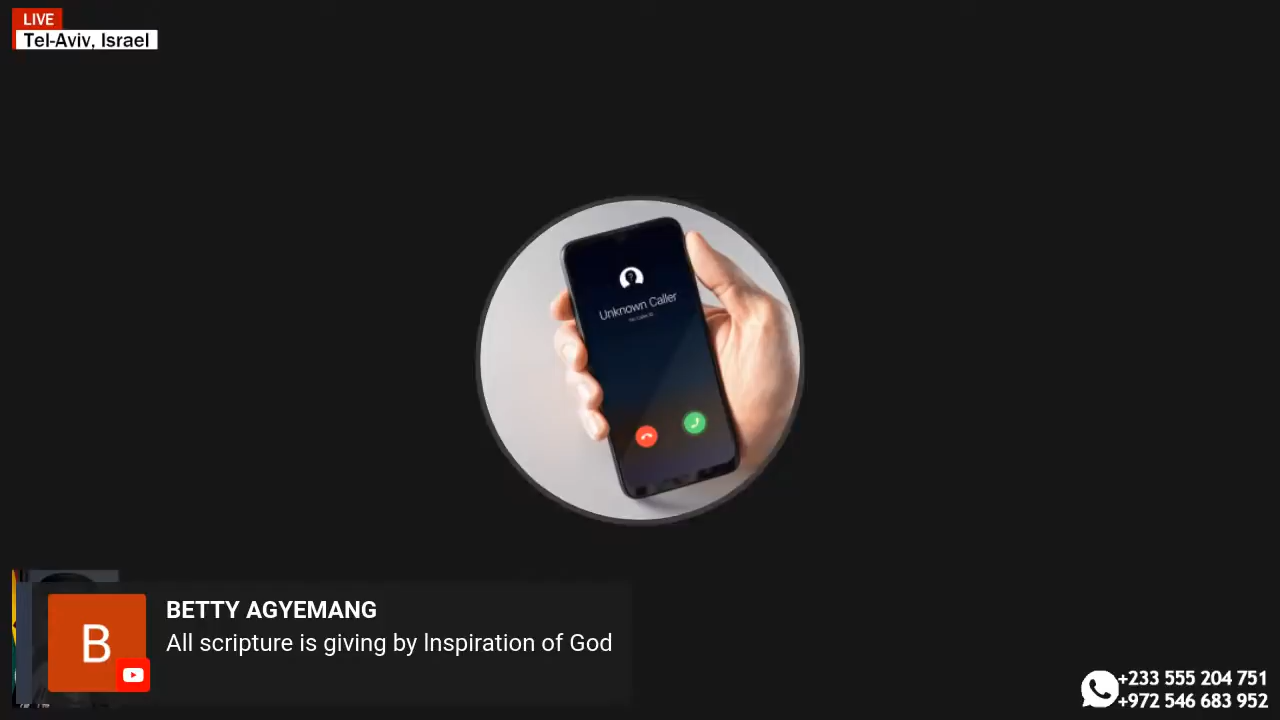 LIVE
Tel-Aviv, Israel
Unknown Caller
BETTY AGYEMANG
B
All scripture is giving by Inspiration of God
+233 555 204 751
+972 546 683 952